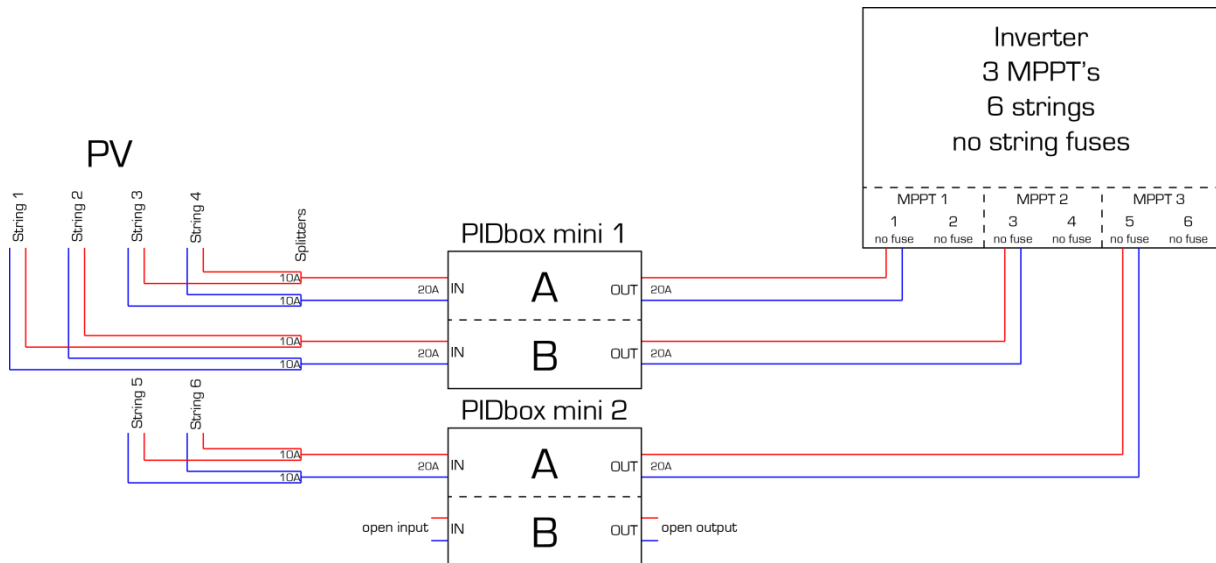 Inverter
3 MPPT's
6 strings
no string fuses
MPPT 1
MPPT 2
MPPT 3
1
2
3
4
5
6
no fuse
no fuse
no fuse
no fuse
no fuse
no fuse
PV
String 1
String 2
String 3
String 4
Splitters
PIDbox mini 1
10A
10A
20A
IN
A
OUT
20A
10A
10A
20A
IN
B
OUT
20A
String 5
String 6
PIDbox mini 2
10A
10A
20A
IN
A
OUT
20A
open input
IN
B
OUT
open output